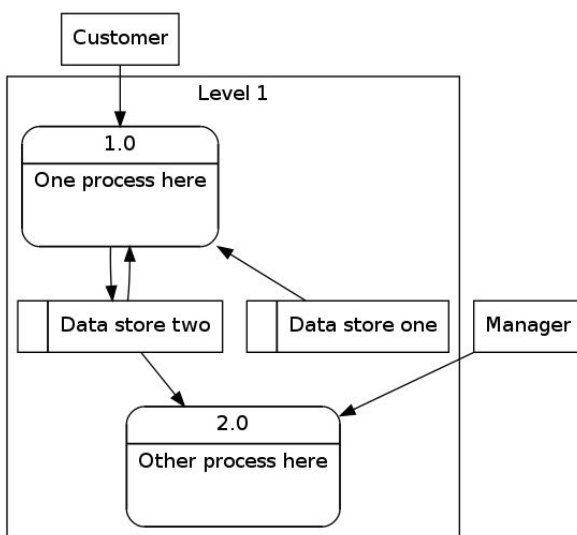 Customer
Level 1
1.0
One process here
Data store two
Data store one
Manager
2.0
Other process here